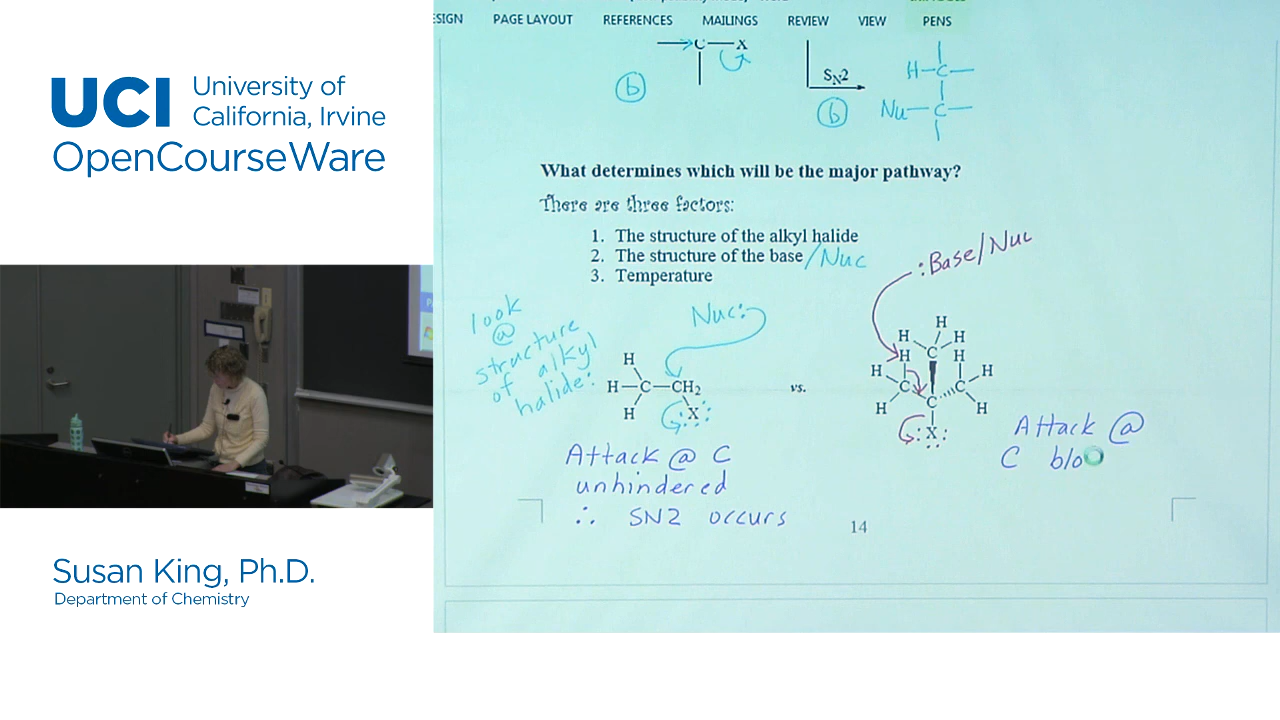 UCI University of
California, Irvine
OpenCourseWare
Susan King, Ph.D.
Department of Chemistry
PAGE LAYOUT REFERENCES MAILINGS REVIEW VIEW PENS
C X
b
SN2
b
H C
Nu C
What determines which will be the major pathway?
There are three factors:
1. The structure of the alkyl halide
2. The structure of the base /Nuc
3. Temperature
look
@
structure
of alkyl
halide:
Nuc:
H
H C CH2
H X
vs.
:Base/Nuc
H
H C H
H H
H C C H
H C H
X
Attack @ C
unhindered
∴ SN2 occurs
Attack @
C blo
14